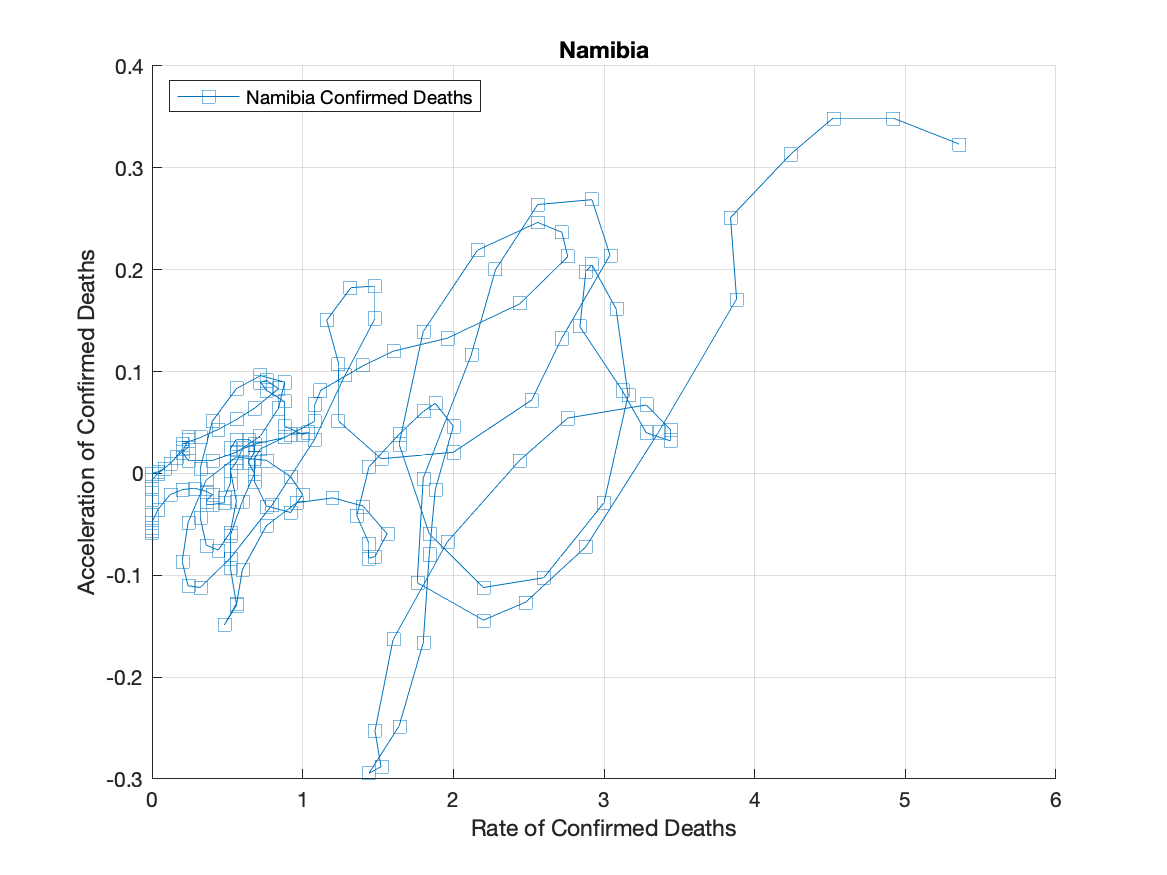 Namibia
Namibia Confirmed Deaths
0.4
0.3
0.2
0.1
0
-0.1
-0.2
-0.3
Acceleration of Confirmed Deaths
0 1 2 3 4 5 6
Rate of Confirmed Deaths